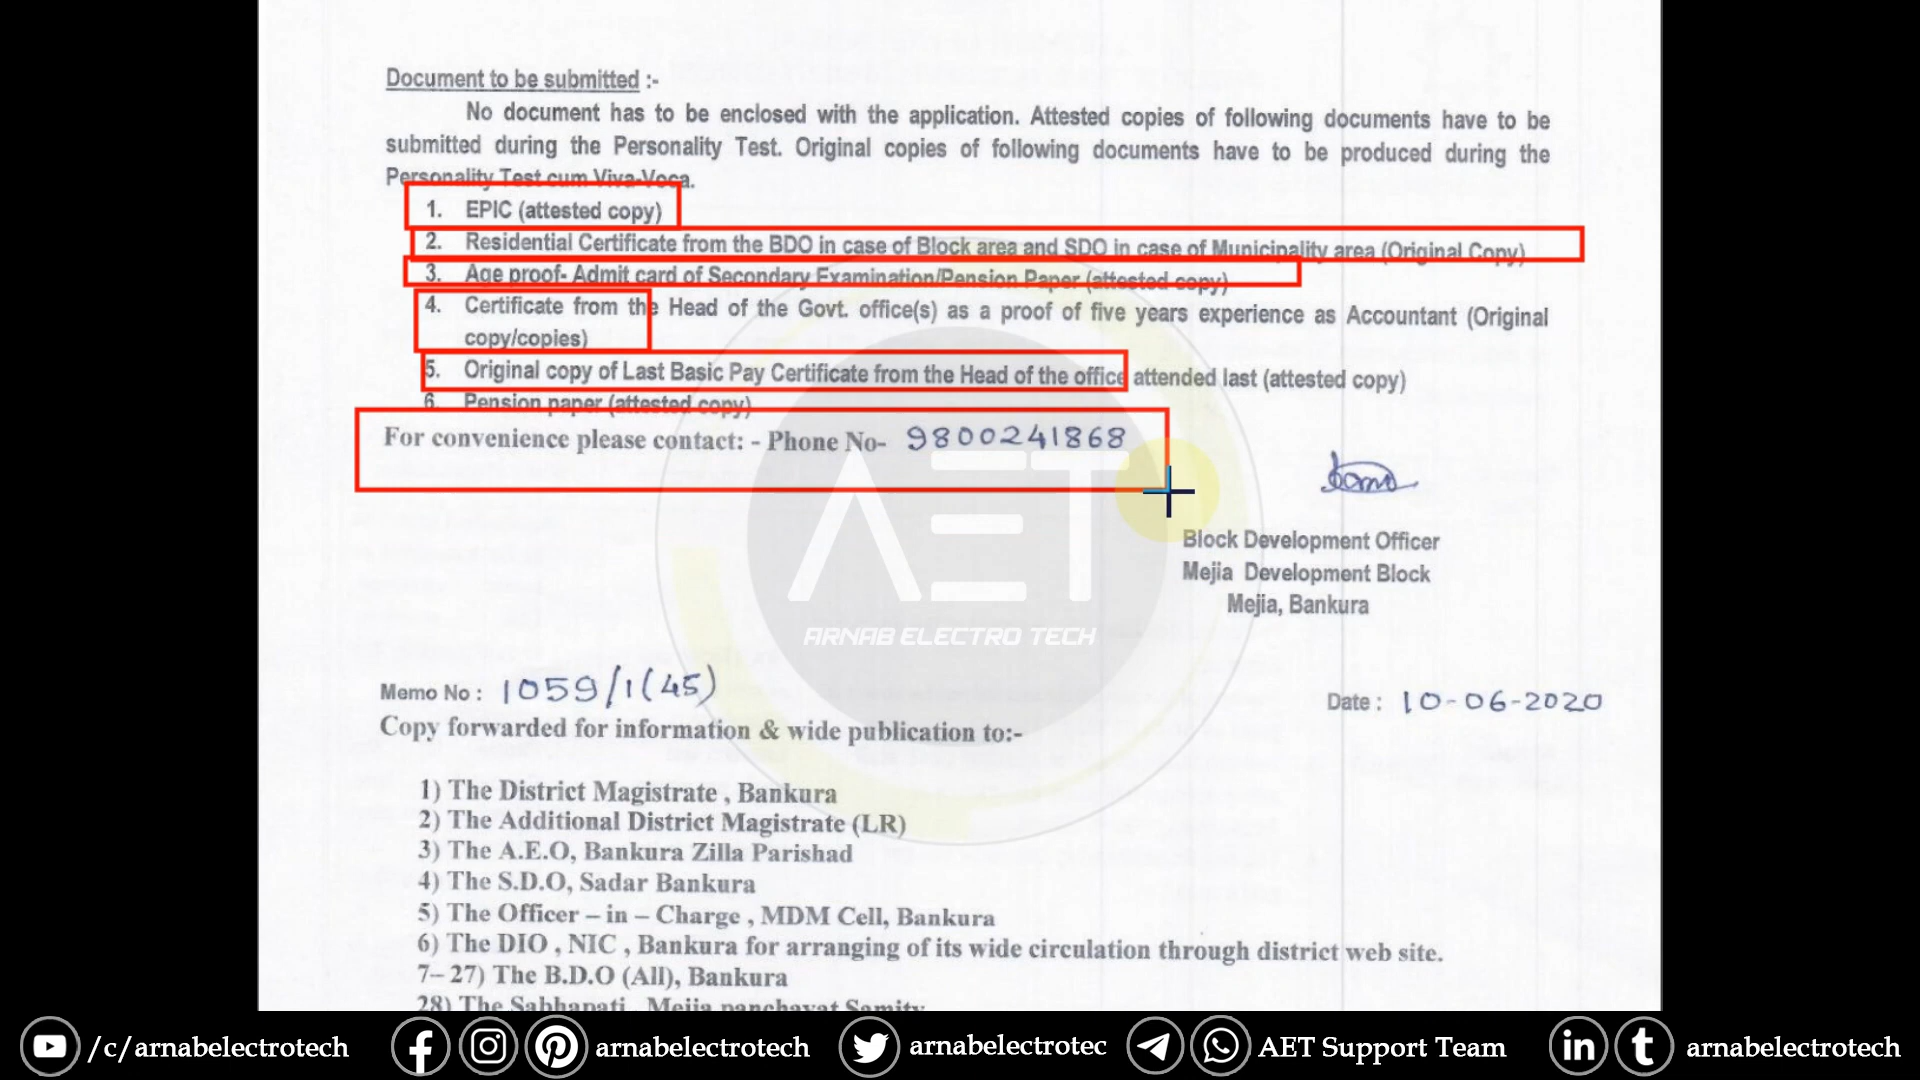 Document to be submitted :-
No document has to be enclosed with the application. Attested copies of following documents have to be
submitted during the Personality Test. Original copies of following documents have to be produced during the
Personality Test cum Viva-Voca.
1. EPIC (attested copy)
2. Residential Certificate from the BDO in case of Block area and SDO in case of Municipality area (Original Copy)
3. Age proof- Admit card of Secondary Examination/Pension Paper (attested copy)
4. Certificate from the Head of the Govt. office(s) as a proof of five years experience as Accountant (Original
copy/copies)
5. Original copy of Last Basic Pay Certificate from the Head of the office attended last (attested copy)
6. Pension paper (attested copy)
For convenience please contact: - Phone No- 9800241868
AET
ARNAB ELECTRO TECH
Block Development Officer
Mejia Development Block
Mejia, Bankura
Memo No : 1059/1(45)
Date : 10-06-2020
Copy forwarded for information & wide publication to:-
1) The District Magistrate , Bankura
2) The Additional District Magistrate (LR)
3) The A.E.O, Bankura Zilla Parishad
4) The S.D.O, Sadar Bankura
5) The Officer – in – Charge , MDM Cell, Bankura
6) The DIO , NIC , Bankura for arranging of its wide circulation through district web site.
7– 27) The B.D.O (All), Bankura
28) The Sabhapati , Mejia panchayat Samity
/c/arnabelectrotech
arnabelectrotech
arnabelectrotec
AET Support Team
arnabelectrotech